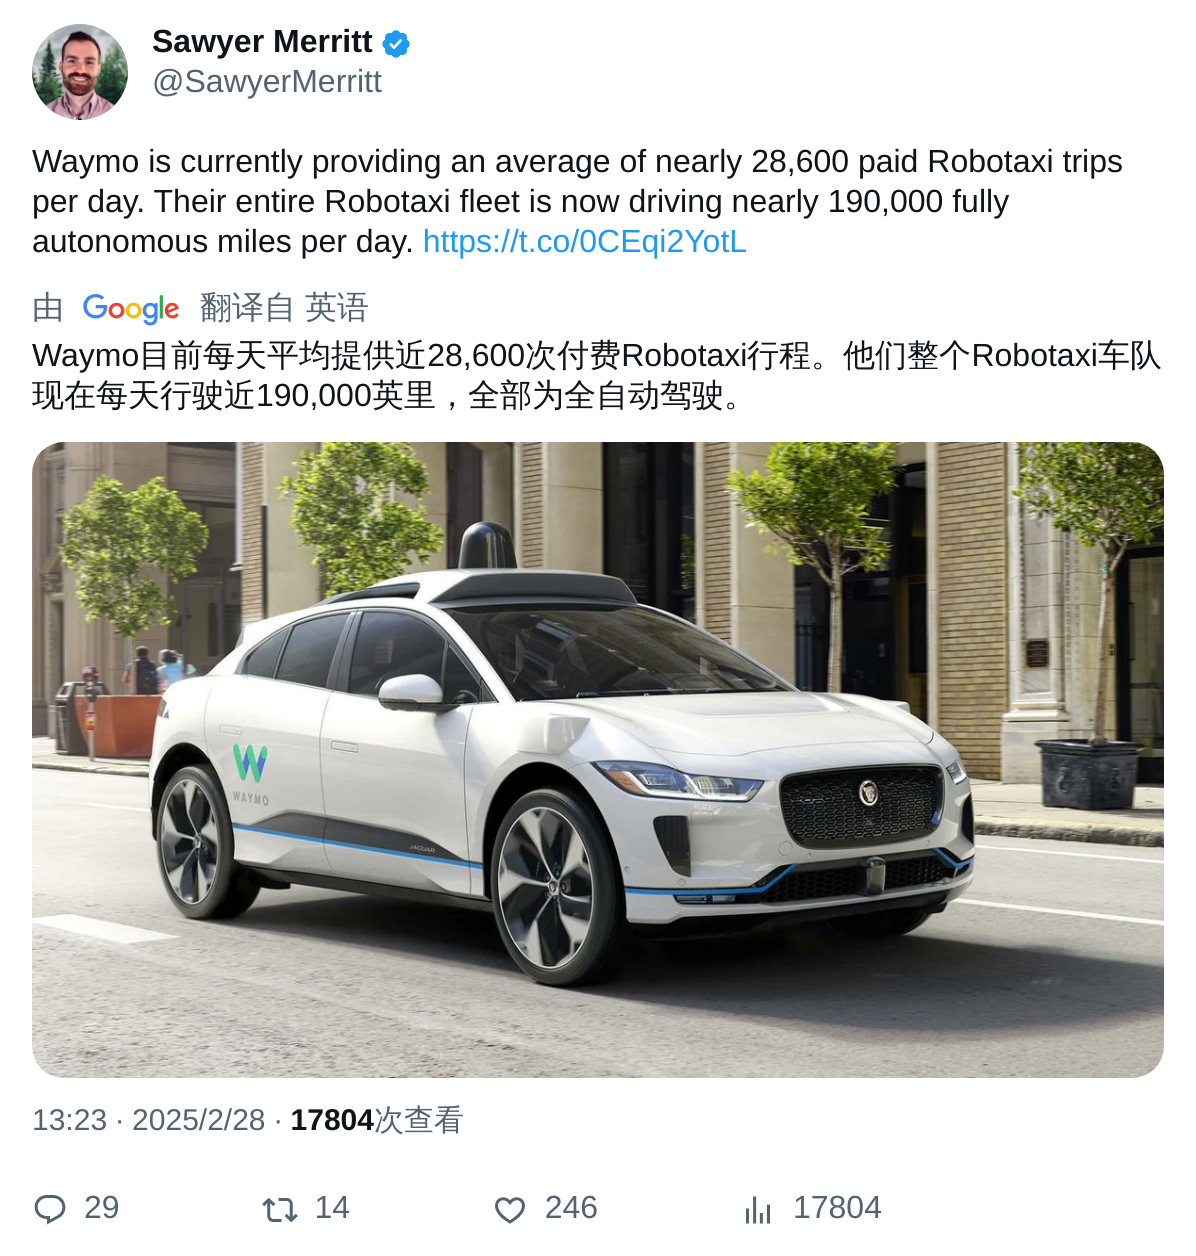 Sawyer Merritt
@SawyerMerritt
Waymo is currently providing an average of nearly 28,600 paid Robotaxi trips
per day. Their entire Robotaxi fleet is now driving nearly 190,000 fully
autonomous miles per day. https://t.co/0CEqi2YotL
由 Google 翻译自 英语
Waymo目前每天平均提供近28,600次付费Robotaxi行程。他们整个Robotaxi车队
现在每天行驶近190,000英里，全部为全自动驾驶。
WAYMO
JAGUAR
13:23 · 2025/2/28 · 17804次查看
29 14 246 17804